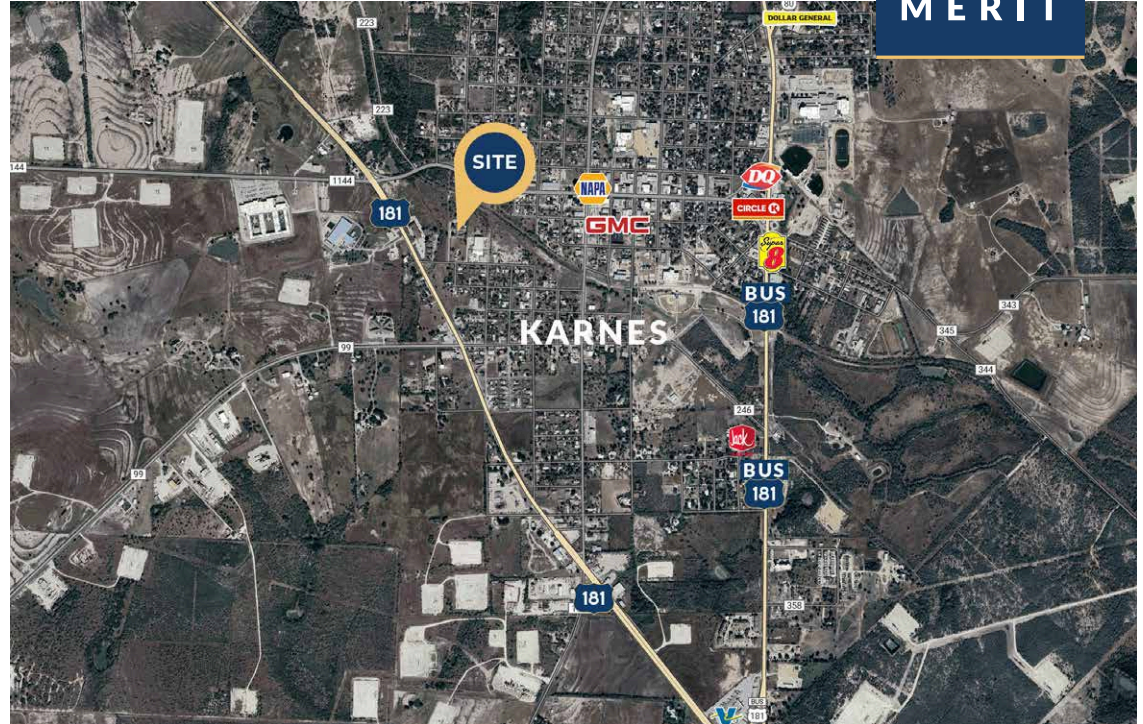 MERIT
80
DOLLAR GENERAL
223
223
SITE
144
1144
181
NAPA
GMC
DQ
CIRCLE K
Super
8
BUS
181
KARNES
343
345
344
99
246
Jack
BUS
181
99
181
358
BUS
181